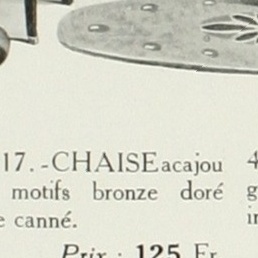 17.-CHAISE acajou
motifs bronze doré
canné.
Prix : 125 Fr